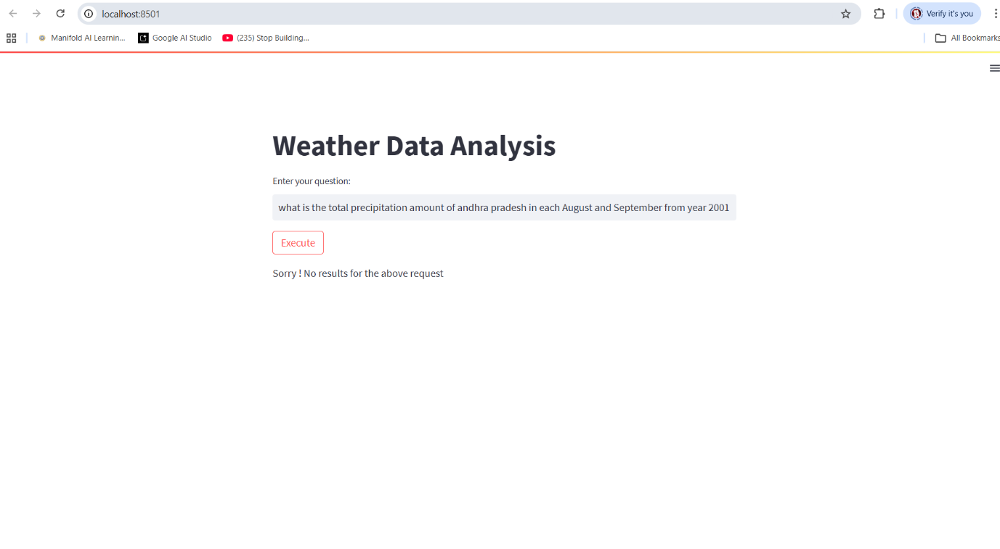 localhost:8501
Verify it's you
Manifold AI Learnin...
Google AI Studio
(235) Stop Building...
All Bookmarks
Weather Data Analysis
Enter your question:
what is the total precipitation amount of andhra pradesh in each August and September from year 2001
Execute
Sorry ! No results for the above request